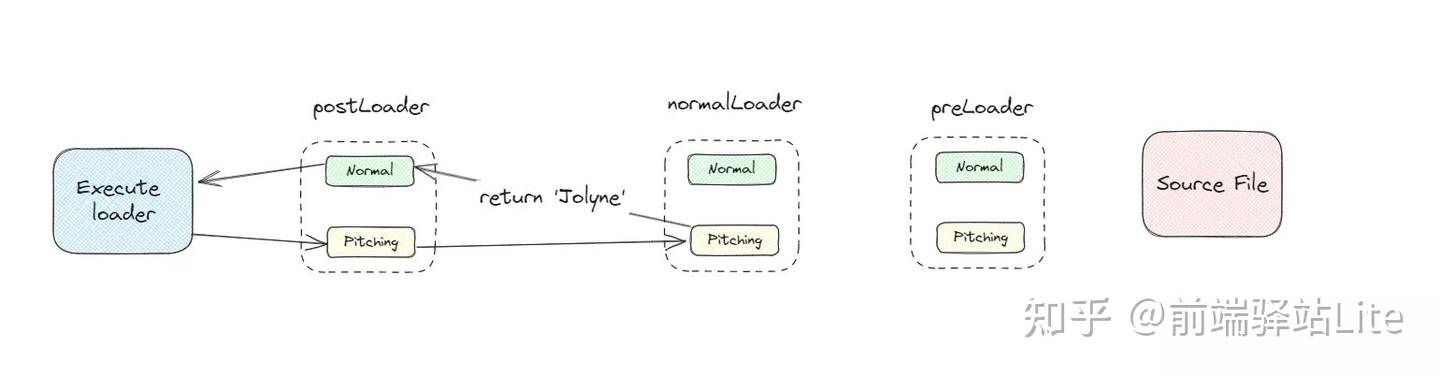 postLoader
normalLoader
preLoader
Execute
loader
Normal
Pitching
return 'Jolyne'
Normal
Pitching
Normal
Pitching
Source File
知乎 @前端驿站Lite